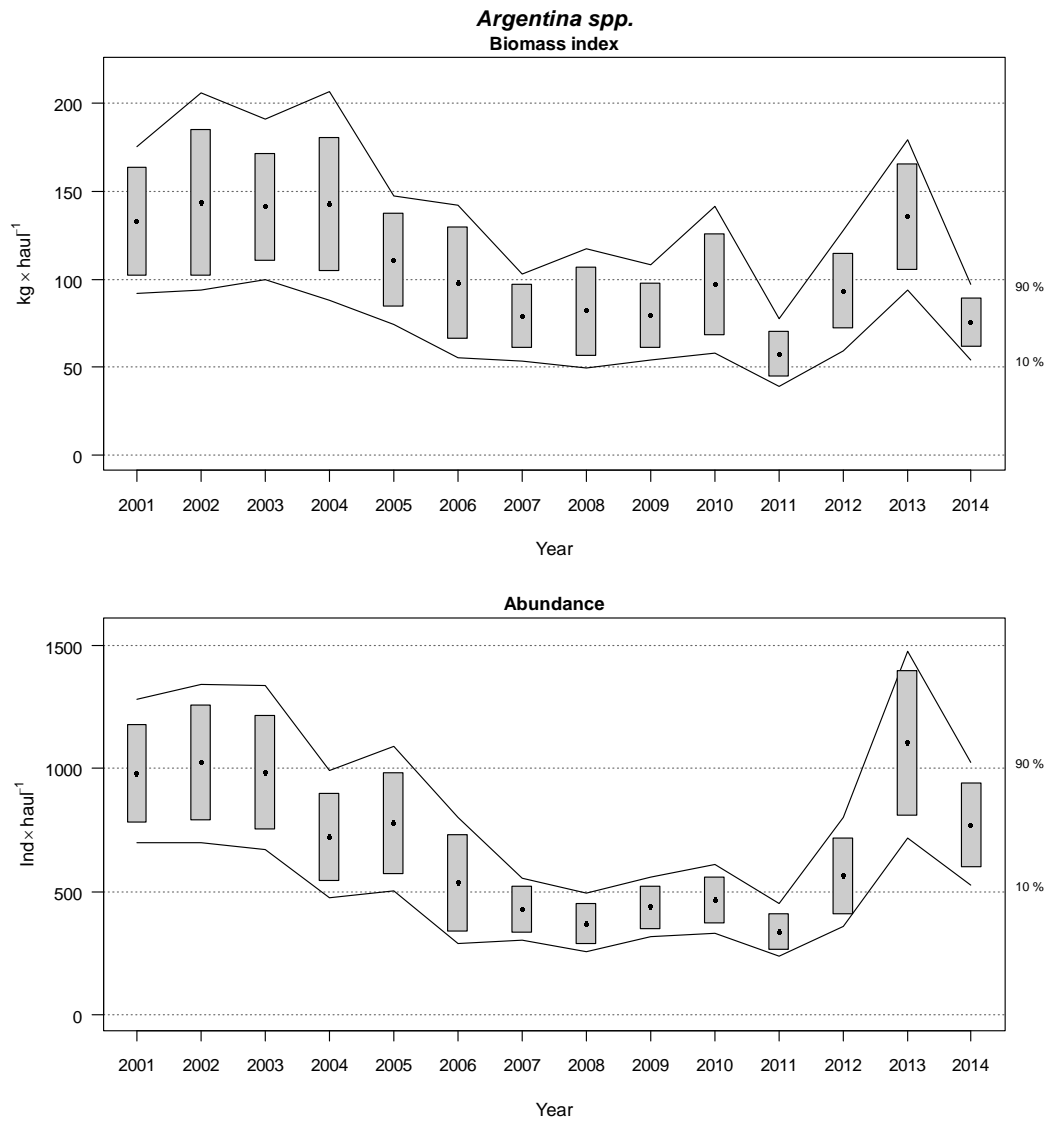 Argentina spp.
Biomass index
200
150
100
50
0
kg × haul⁻¹
90 %
10 %
2001 2002 2003 2004 2005 2006 2007 2008 2009 2010 2011 2012 2013 2014
Year
Abundance
1500
1000
500
0
Ind × haul⁻¹
90 %
10 %
2001 2002 2003 2004 2005 2006 2007 2008 2009 2010 2011 2012 2013 2014
Year